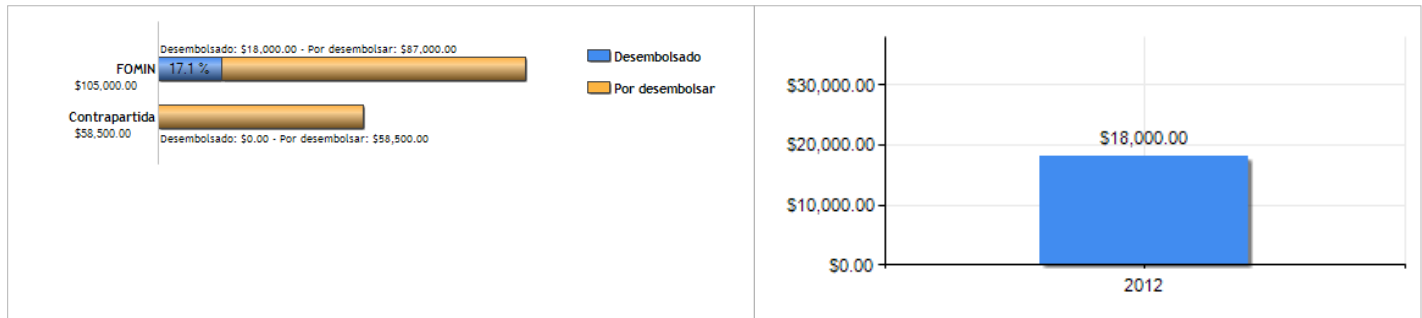 Desembolsado: $18,000.00 - Por desembolsar: $87,000.00
FOMIN
17.1 %
$105,000.00
Contrapartida
$58,500.00
Desembolsado: $0.00 - Por desembolsar: $58,500.00
Desembolsado
Por desembolsar
$30,000.00
$20,000.00
$10,000.00
$0.00
$18,000.00
2012